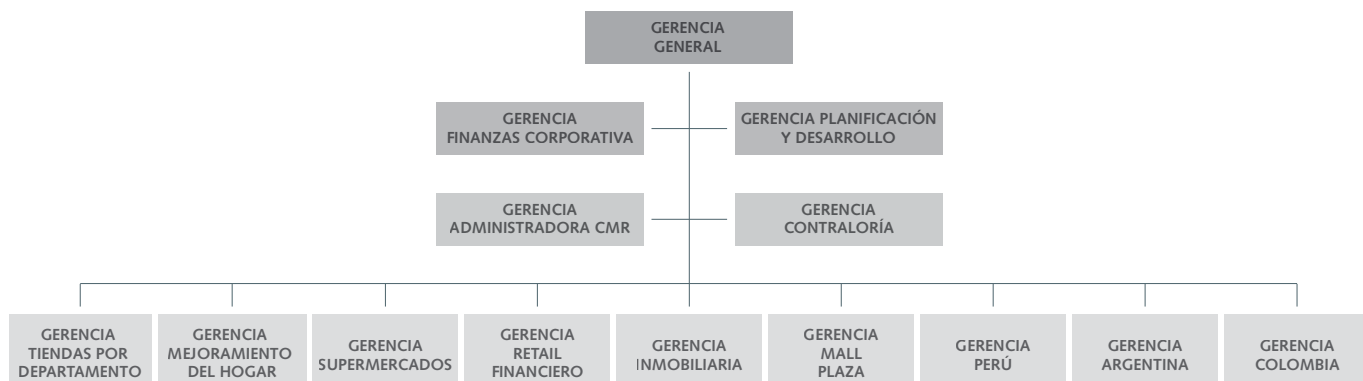 GERENCIA
GENERAL
GERENCIA
FINANZAS CORPORATIVA
GERENCIA PLANIFICACIÓN
Y DESARROLLO
GERENCIA
ADMINISTRADORA CMR
GERENCIA
CONTRALORÍA
GERENCIA
TIENDAS POR
DEPARTAMENTO
GERENCIA
MEJORAMIENTO
DEL HOGAR
GERENCIA
SUPERMERCADOS
GERENCIA
RETAIL
FINANCIERO
GERENCIA
INMOBILIARIA
GERENCIA
MALL
PLAZA
GERENCIA
PERÚ
GERENCIA
ARGENTINA
GERENCIA
COLOMBIA